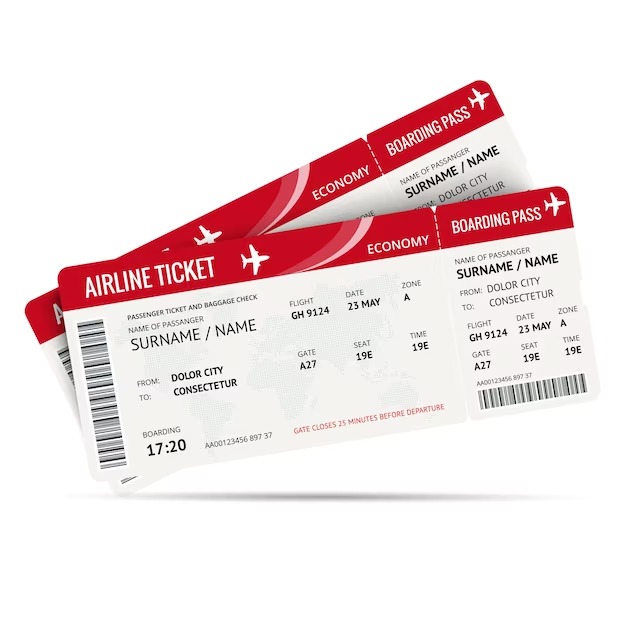 BOARDING PASS
ECONOMY
NAME OF PASSANGER
SURNAME / NAME
FROM: DOLOR CITY
CONSECTETUR
ZONE
AIRLINE TICKET
ECONOMY
PASSENGER TICKET AND BAGGAGE CHECK
NAME OF PASSANGER
SURNAME / NAME
FROM: DOLOR CITY
TO: CONSECTETUR
BOARDING
17:20
AA00123456 897 37
FLIGHT DATE ZONE
GH 9124 23 MAY A
GATE SEAT TIME
A27 19E 19E
GATE CLOSES 25 MINUTES BEFORE DEPARTURE
BOARDING PASS
NAME OF PASSANGER
SURNAME / NAME
FROM: DOLOR CITY
TO: CONSECTETUR
FLIGHT DATE ZONE
GH 9124 23 MAY A
GATE SEAT TIME
A27 19E 19E
AA00123456 897 37
A